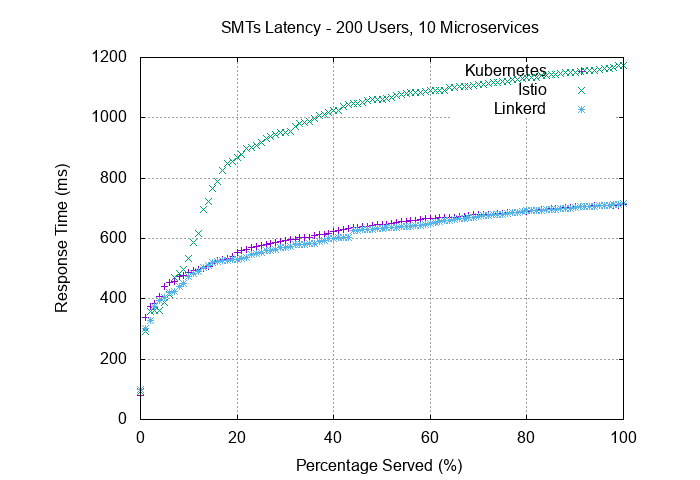 SMTs Latency - 200 Users, 10 Microservices
1200
1000
800
600
400
200
0
Response Time (ms)
Kubernetes
Istio
Linkerd
0 20 40 60 80 100
Percentage Served (%)